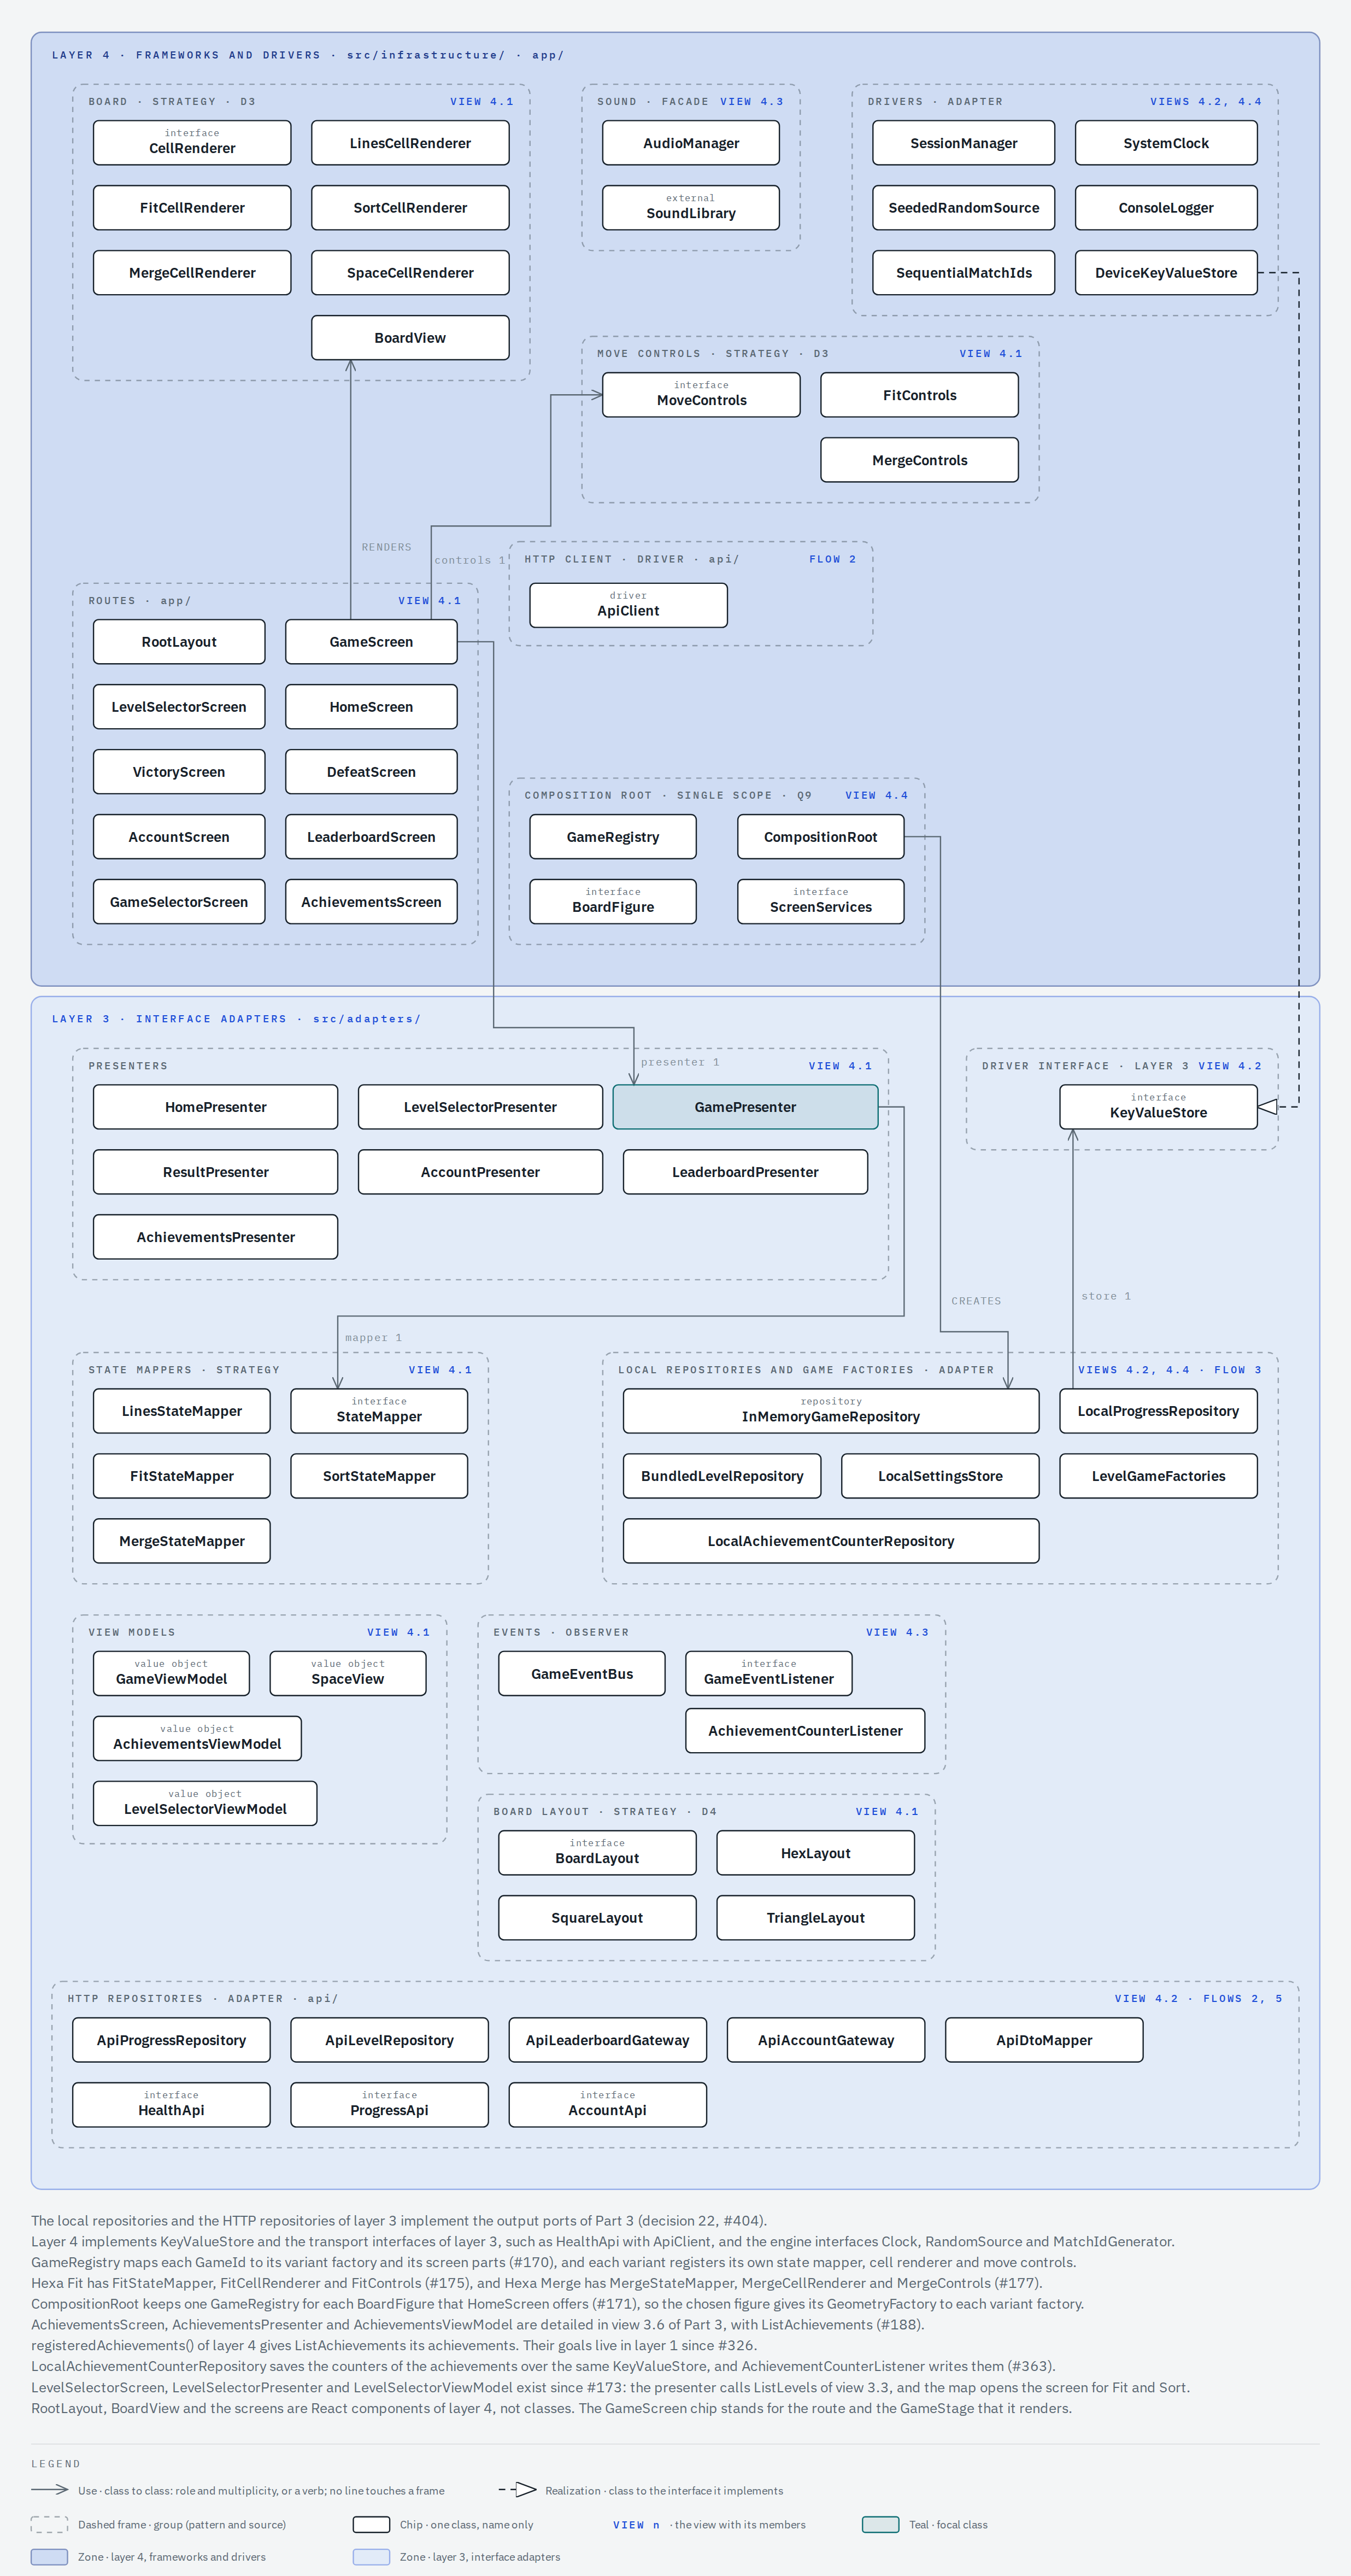 LAYER 4 · FRAMEWORKS AND DRIVERS · src/infrastructure/ · app/
BOARD · STRATEGY · D3
VIEW 4.1
interface
CellRenderer
LinesCellRenderer
FitCellRenderer
SortCellRenderer
MergeCellRenderer
SpaceCellRenderer
BoardView
SOUND · FACADE
VIEW 4.3
AudioManager
external
SoundLibrary
DRIVERS · ADAPTER
VIEWS 4.2, 4.4
SessionManager
SystemClock
SeededRandomSource
ConsoleLogger
SequentialMatchIds
DeviceKeyValueStore
MOVE CONTROLS · STRATEGY · D3
VIEW 4.1
interface
MoveControls
FitControls
MergeControls
RENDERS
controls 1
HTTP CLIENT · DRIVER · api/
FLOW 2
driver
ApiClient
ROUTES · app/
VIEW 4.1
RootLayout
GameScreen
LevelSelectorScreen
HomeScreen
VictoryScreen
DefeatScreen
AccountScreen
LeaderboardScreen
GameSelectorScreen
AchievementsScreen
COMPOSITION ROOT · SINGLE SCOPE · Q9
VIEW 4.4
GameRegistry
CompositionRoot
interface
BoardFigure
interface
ScreenServices
LAYER 3 · INTERFACE ADAPTERS · src/adapters/
PRESENTERS
presenter 1
VIEW 4.1
HomePresenter
LevelSelectorPresenter
GamePresenter
ResultPresenter
AccountPresenter
LeaderboardPresenter
AchievementsPresenter
DRIVER INTERFACE · LAYER 3
VIEW 4.2
interface
KeyValueStore
CREATES
store 1
mapper 1
STATE MAPPERS · STRATEGY
VIEW 4.1
LinesStateMapper
interface
StateMapper
FitStateMapper
SortStateMapper
MergeStateMapper
LOCAL REPOSITORIES AND GAME FACTORIES · ADAPTER
VIEWS 4.2, 4.4 · FLOW 3
repository
InMemoryGameRepository
LocalProgressRepository
BundledLevelRepository
LocalSettingsStore
LevelGameFactories
LocalAchievementCounterRepository
VIEW MODELS
VIEW 4.1
value object
GameViewModel
value object
SpaceView
value object
AchievementsViewModel
value object
LevelSelectorViewModel
EVENTS · OBSERVER
VIEW 4.3
GameEventBus
interface
GameEventListener
AchievementCounterListener
BOARD LAYOUT · STRATEGY · D4
VIEW 4.1
interface
BoardLayout
HexLayout
SquareLayout
TriangleLayout
HTTP REPOSITORIES · ADAPTER · api/
VIEW 4.2 · FLOWS 2, 5
ApiProgressRepository
ApiLevelRepository
ApiLeaderboardGateway
ApiAccountGateway
ApiDtoMapper
interface
HealthApi
interface
ProgressApi
interface
AccountApi
The local repositories and the HTTP repositories of layer 3 implement the output ports of Part 3 (decision 22, #404).
Layer 4 implements KeyValueStore and the transport interfaces of layer 3, such as HealthApi with ApiClient, and the engine interfaces Clock, RandomSource and MatchIdGenerator.
GameRegistry maps each GameId to its variant factory and its screen parts (#170), and each variant registers its own state mapper, cell renderer and move controls.
Hexa Fit has FitStateMapper, FitCellRenderer and FitControls (#175), and Hexa Merge has MergeStateMapper, MergeCellRenderer and MergeControls (#177).
CompositionRoot keeps one GameRegistry for each BoardFigure that HomeScreen offers (#171), so the chosen figure gives its GeometryFactory to each variant factory.
AchievementsScreen, AchievementsPresenter and AchievementsViewModel are detailed in view 3.6 of Part 3, with ListAchievements (#188).
registeredAchievements() of layer 4 gives ListAchievements its achievements. Their goals live in layer 1 since #326.
LocalAchievementCounterRepository saves the counters of the achievements over the same KeyValueStore, and AchievementCounterListener writes them (#363).
LevelSelectorScreen, LevelSelectorPresenter and LevelSelectorViewModel exist since #173: the presenter calls ListLevels of view 3.3, and the map opens the screen for Fit and Sort.
RootLayout, BoardView and the screens are React components of layer 4, not classes. The GameScreen chip stands for the route and the GameStage that it renders.
LEGEND
Use · class to class: role and multiplicity, or a verb; no line touches a frame
Realization · class to the interface it implements
Dashed frame · group (pattern and source)
Chip · one class, name only
VIEW n · the view with its members
Teal · focal class
Zone · layer 4, frameworks and drivers
Zone · layer 3, interface adapters